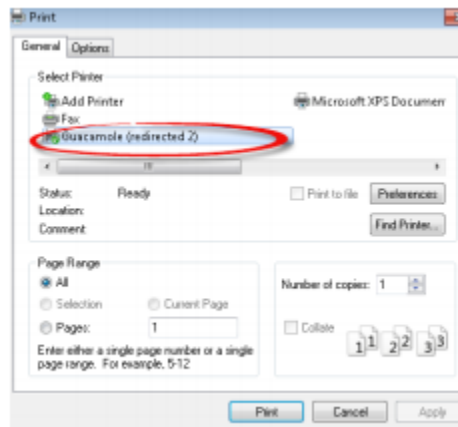 Print
General Options
Select Printer
Add Printer
Microsoft XPS Documen
Fax
Guacamole (redirected 2)
Status: Ready
Print to file
Preferences
Location:
Comment:
Find Printer...
Page Range
All
Selection
Current Page
Pages: 1
Enter either a single page number or a single
page range. For example, 5-12
Number of copies: 1
Collate
1 1 2 2 3 3
Print Cancel Apply